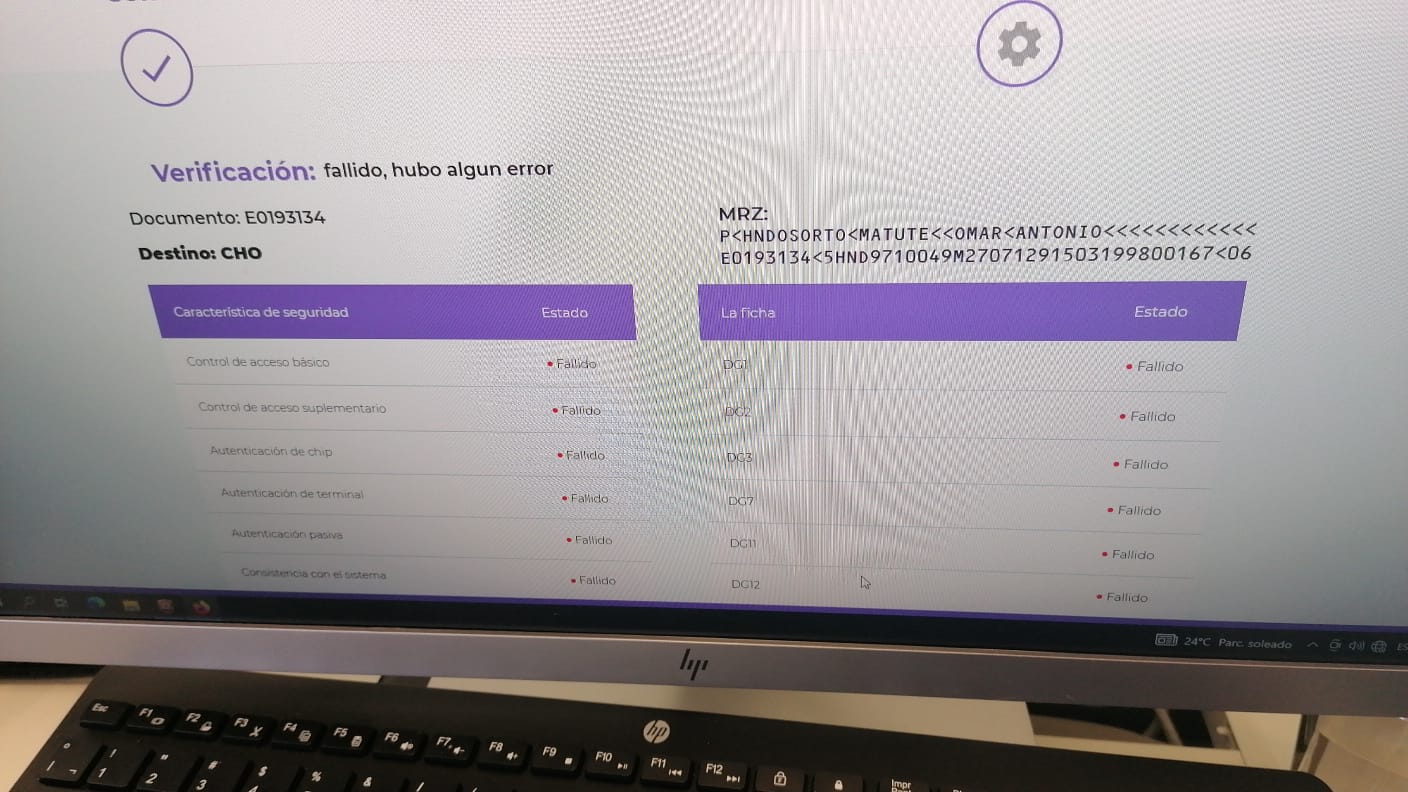 Verificación: fallido, hubo algun error
Documento: E0193134
Destino: CHO
MRZ:
P<HNDOSORTO<MATUTE<<OMAR<ANTONIO<<<<<<<<<<<<
E0193134<5HND9710049M2707129150319980016​7<06
Característica de seguridad Estado
Control de acceso básico Fallido
Control de acceso suplementario Fallido
Autenticación de chip Fallido
Autenticación de terminal Fallido
Autenticación pasiva Fallido
Consistencia con el sistema Fallido
La ficha Estado
DG1 Fallido
DG2 Fallido
DG3 Fallido
DG7 Fallido
DG11 Fallido
DG12 Fallido
24°C Parc. soleado
ES
hp
hp
Esc F1 F2 F3 F4 F5 F6 F7 F8 F9 F10 F11 F12 Impr
1 2 3